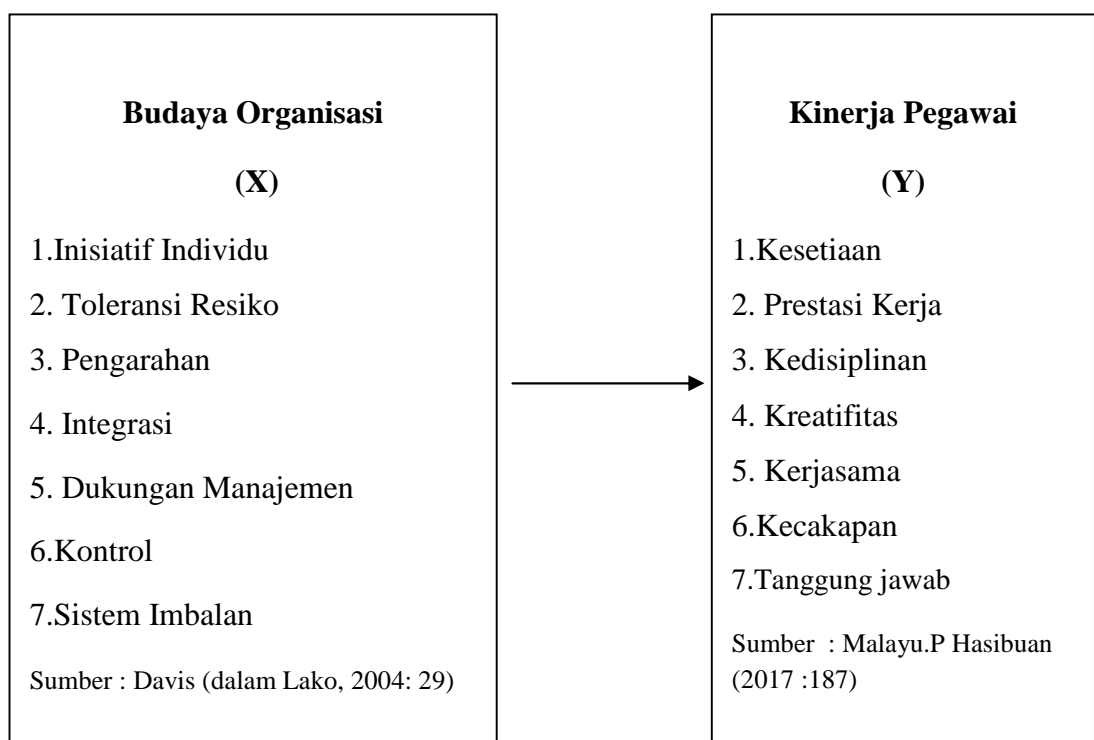 Budaya Organisasi
(X)
1.Inisiatif Individu
2. Toleransi Resiko
3. Pengarahan
4. Integrasi
5. Dukungan Manajemen
6.Kontrol
7.Sistem Imbalan
Sumber : Davis (dalam Lako, 2004: 29)
Kinerja Pegawai
(Y)
1.Kesetiaan
2. Prestasi Kerja
3. Kedisiplinan
4. Kreatifitas
5. Kerjasama
6.Kecakapan
7.Tanggung jawab
Sumber : Malayu.P Hasibuan
(2017 :187)